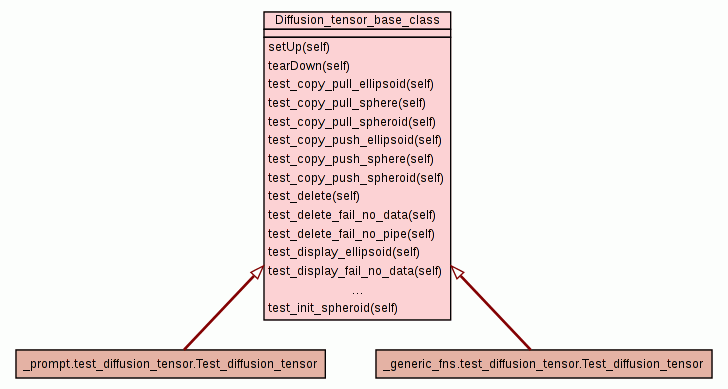 Diffusion_tensor_base_class
setUp(self)
tearDown(self)
test_copy_pull_ellipsoid(self)
test_copy_pull_sphere(self)
test_copy_pull_spheroid(self)
test_copy_push_ellipsoid(self)
test_copy_push_sphere(self)
test_copy_push_spheroid(self)
test_delete(self)
test_delete_fail_no_data(self)
test_delete_fail_no_pipe(self)
test_display_ellipsoid(self)
test_display_fail_no_data(self)
...
test_init_spheroid(self)
_prompt.test_diffusion_tensor.Test_diffusion_tensor
_generic_fns.test_diffusion_tensor.Test_diffusion_tensor